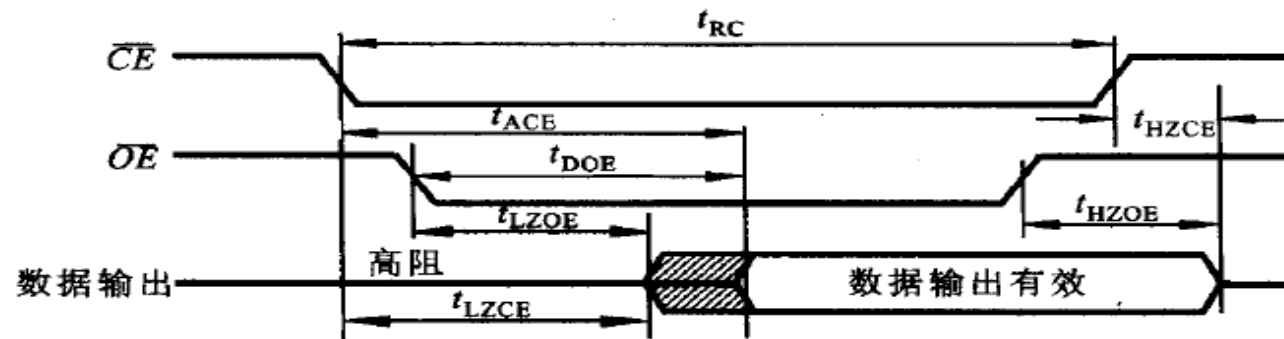 t_RC
CE
t_ACE
t_HZCE
OE
t_DOE
t_LZOE
t_HZOE
高阻
数据输出
数据输出有效
t_LZCE